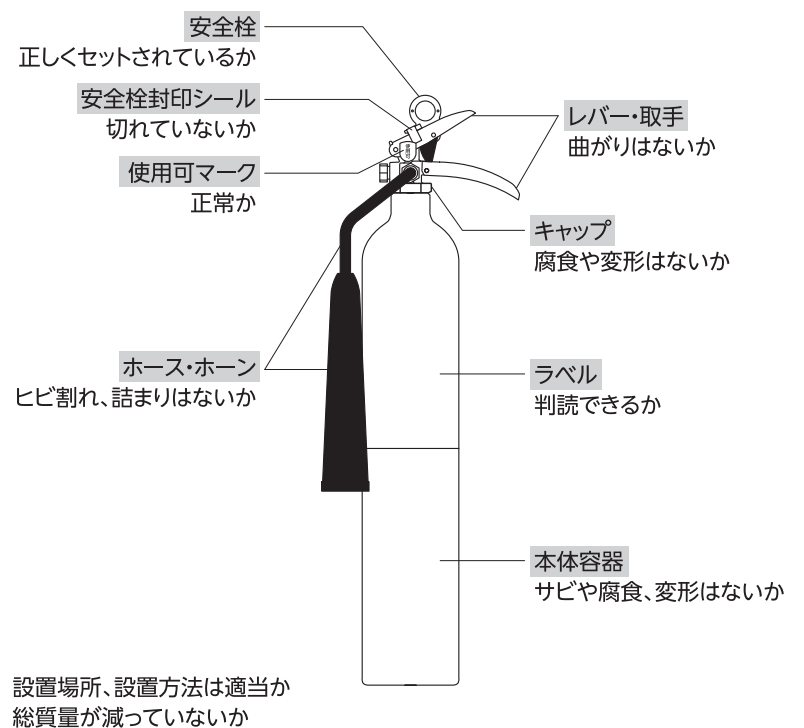 安全栓
正しくセットされているか
安全栓封印シール
切れていないか
使用可マーク
正常か
ホース・ホーン
ヒビ割れ、詰まりはないか
レバー・取手
曲がりはないか
キャップ
腐食や変形はないか
ラベル
判読できるか
本体容器
サビや腐食、変形はないか
使用可
設置場所、設置方法は適当か
総質量が減っていないか